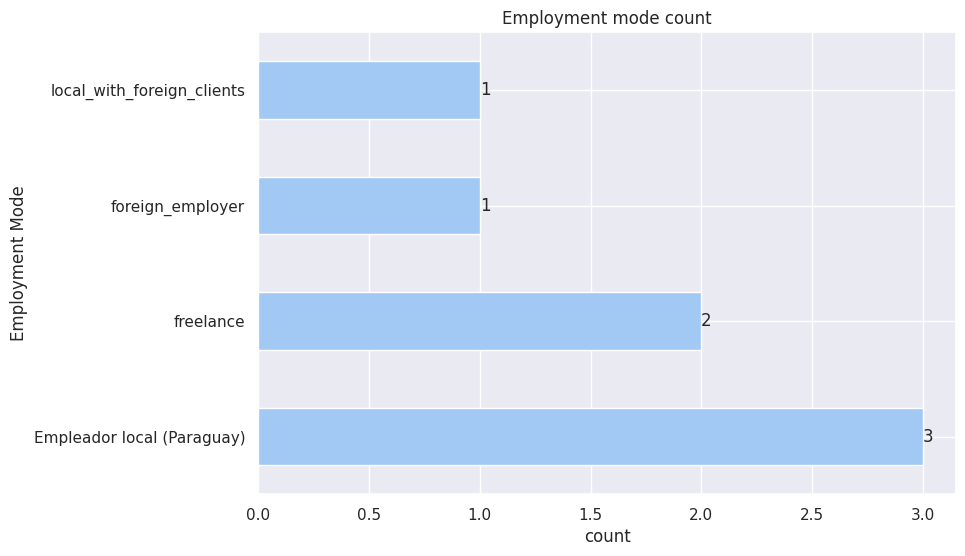 Employment mode count
local_with_foreign_clients
1
foreign_employer
1
freelance
2
Empleador local (Paraguay)
3
Employment Mode
0.0 0.5 1.0 1.5 2.0 2.5 3.0
count